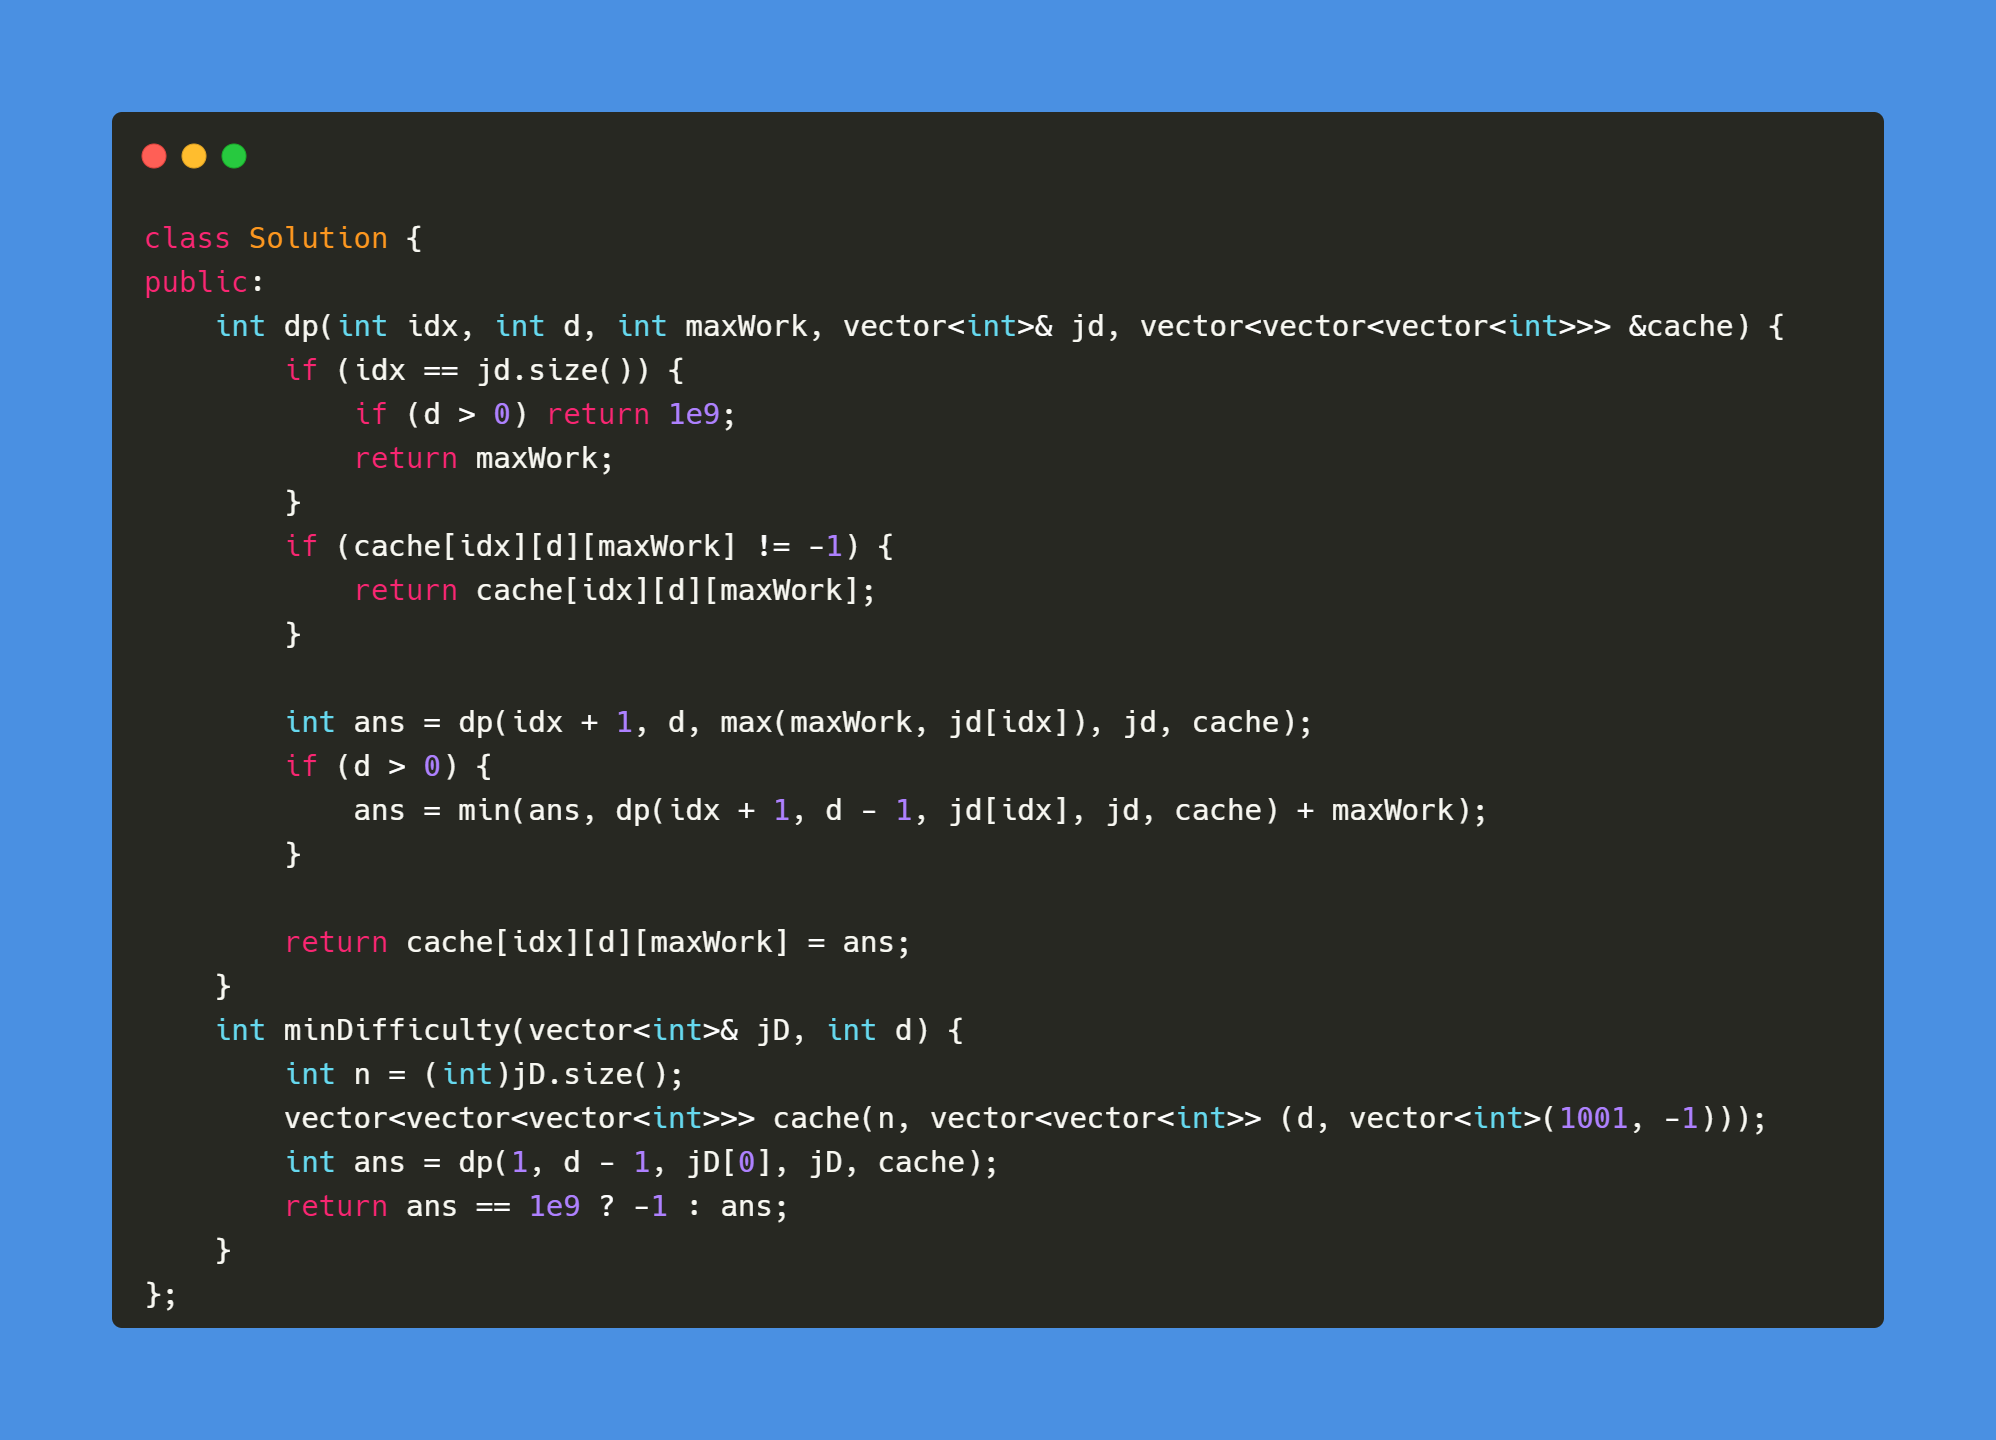 class Solution {
public:
    int dp(int idx, int d, int maxWork, vector<int>& jd, vector<vector<vector<int>>> &cache) {
        if (idx == jd.size()) {
            if (d > 0) return 1e9;
            return maxWork;
        }
        if (cache[idx][d][maxWork] != -1) {
            return cache[idx][d][maxWork];
        }

        int ans = dp(idx + 1, d, max(maxWork, jd[idx]), jd, cache);
        if (d > 0) {
            ans = min(ans, dp(idx + 1, d - 1, jd[idx], jd, cache) + maxWork);
        }

        return cache[idx][d][maxWork] = ans;
    }
    int minDifficulty(vector<int>& jD, int d) {
        int n = (int)jD.size();
        vector<vector<vector<int>>> cache(n, vector<vector<int>> (d, vector<int>(1001, -1)));
        int ans = dp(1, d - 1, jD[0], jD, cache);
        return ans == 1e9 ? -1 : ans;
    }
};